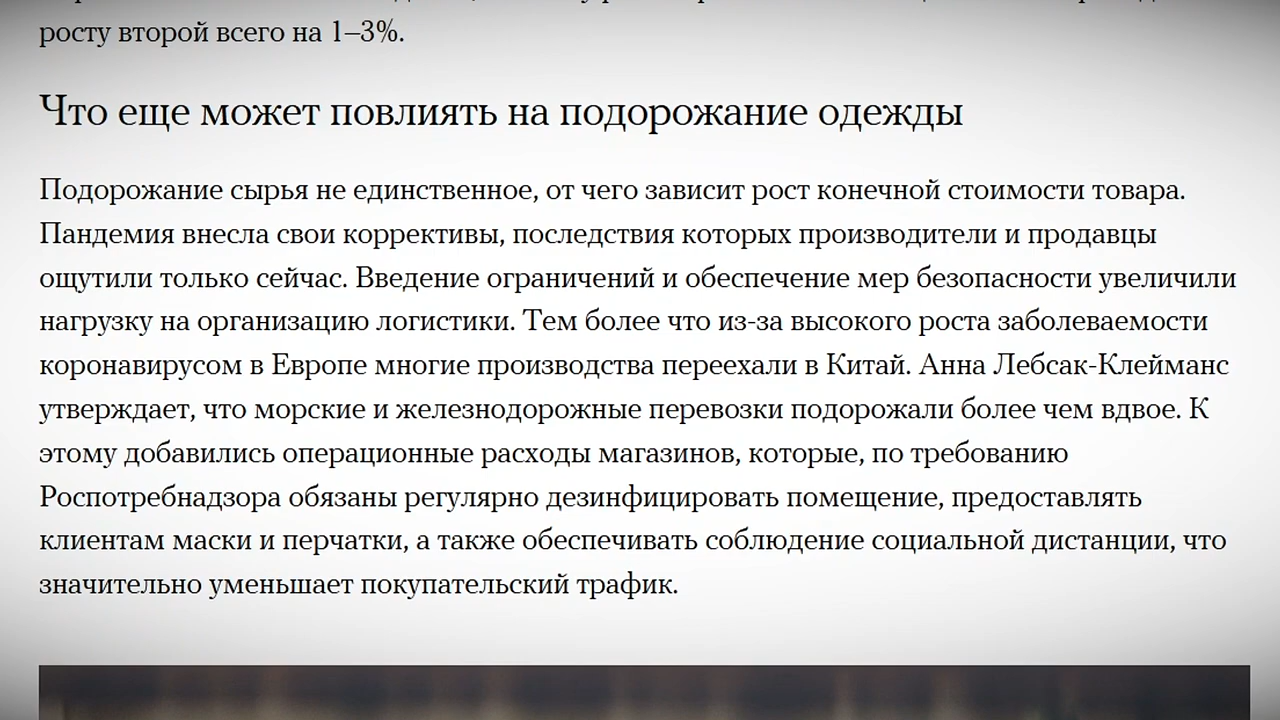 росту второй всего на 1–3%.
Что еще может повлиять на подорожание одежды
Подорожание сырья не единственное, от чего зависит рост конечной стоимости товара.
Пандемия внесла свои коррективы, последствия которых производители и продавцы
ощутили только сейчас. Введение ограничений и обеспечение мер безопасности увеличили
нагрузку на организацию логистики. Тем более что из-за высокого роста заболеваемости
коронавирусом в Европе многие производства переехали в Китай. Анна Лебсак-Клейманс
утверждает, что морские и железнодорожные перевозки подорожали более чем вдвое. К
этому добавились операционные расходы магазинов, которые, по требованию
Роспотребнадзора обязаны регулярно дезинфицировать помещение, предоставлять
клиентам маски и перчатки, а также обеспечивать соблюдение социальной дистанции, что
значительно уменьшает покупательский трафик.